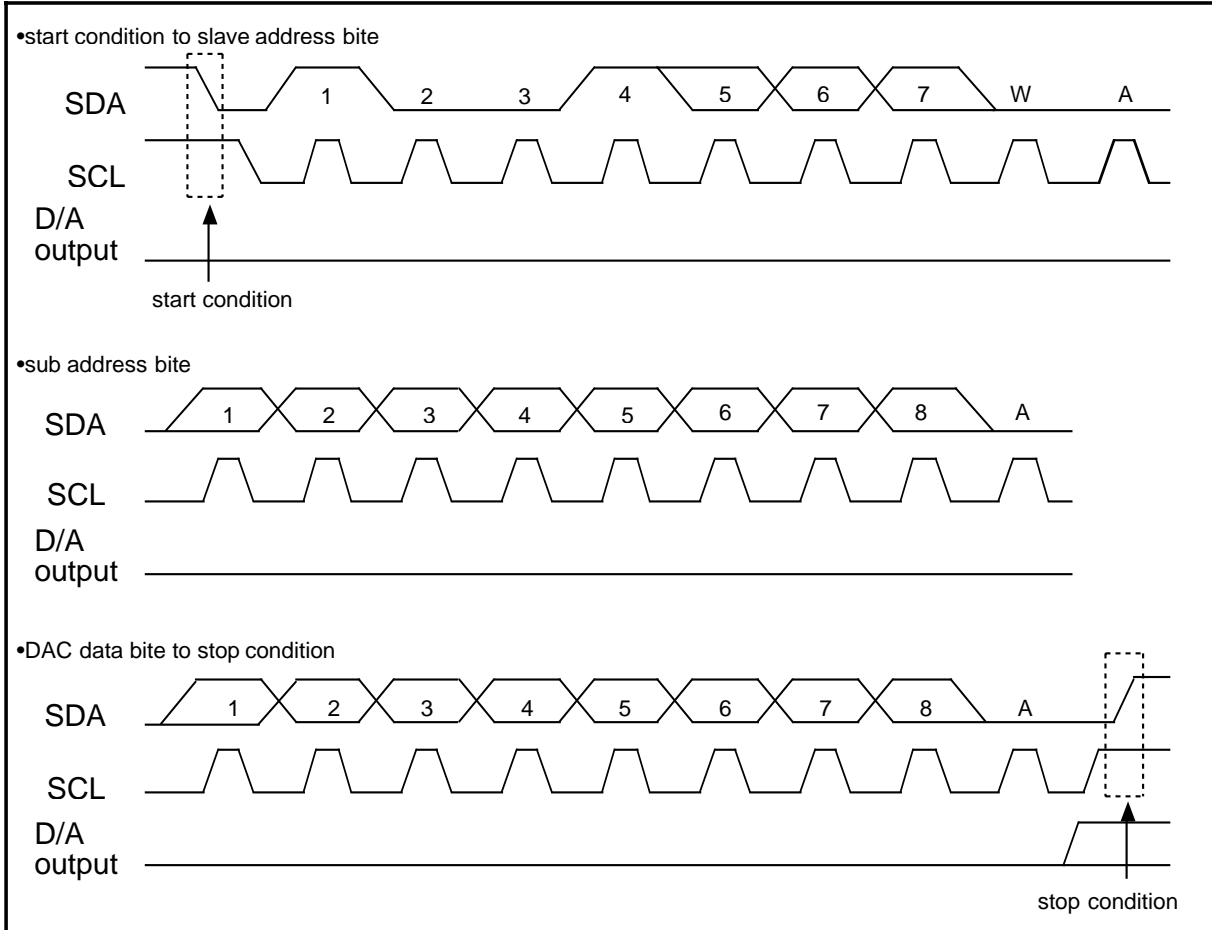 •start condition to slave address bite
SDA 1 2 3 4 5 6 7 W A
SCL
D/A
output
start condition
•sub address bite
SDA 1 2 3 4 5 6 7 8 A
SCL
D/A
output
•DAC data bite to stop condition
SDA 1 2 3 4 5 6 7 8 A
SCL
D/A
output
stop condition